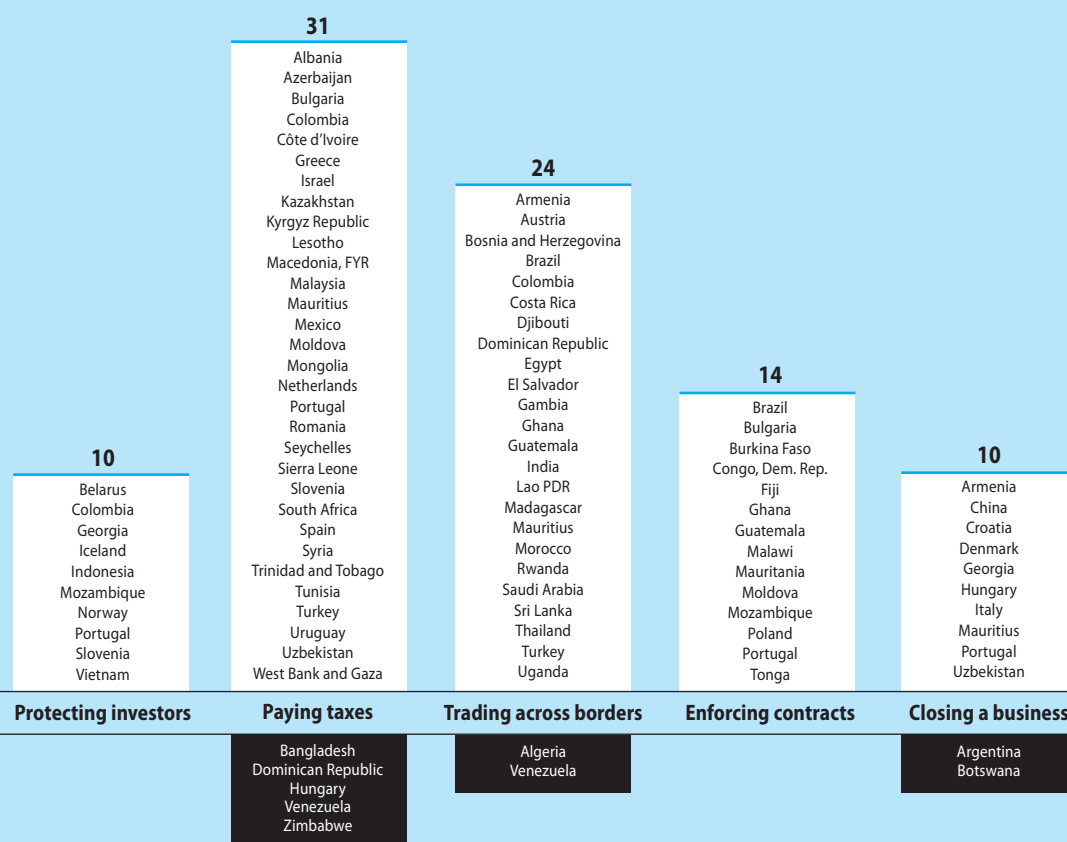 31
Albania
Azerbaijan
Bulgaria
Colombia
Côte d’Ivoire
Greece
Israel
Kazakhstan
Kyrgyz Republic
Lesotho
Macedonia, FYR
Malaysia
Mauritius
Mexico
Moldova
Mongolia
Netherlands
Portugal
Romania
Seychelles
Sierra Leone
Slovenia
South Africa
Spain
Syria
Trinidad and Tobago
Tunisia
Turkey
Uruguay
Uzbekistan
West Bank and Gaza
24
Armenia
Austria
Bosnia and Herzegovina
Brazil
Colombia
Costa Rica
Djibouti
Dominican Republic
Egypt
El Salvador
Gambia
Ghana
Guatemala
India
Lao PDR
Madagascar
Mauritius
Morocco
Rwanda
Saudi Arabia
Sri Lanka
Thailand
Turkey
Uganda
14
Brazil
Bulgaria
Burkina Faso
Congo, Dem. Rep.
Fiji
Ghana
Guatemala
Malawi
Mauritania
Moldova
Mozambique
Poland
Portugal
Tonga
10
Belarus
Colombia
Georgia
Iceland
Indonesia
Mozambique
Norway
Portugal
Slovenia
Vietnam
10
Armenia
China
Croatia
Denmark
Georgia
Hungary
Italy
Mauritius
Portugal
Uzbekistan
Protecting investors
Paying taxes
Trading across borders
Enforcing contracts
Closing a business
Bangladesh
Dominican Republic
Hungary
Venezuela
Zimbabwe
Algeria
Venezuela
Argentina
Botswana